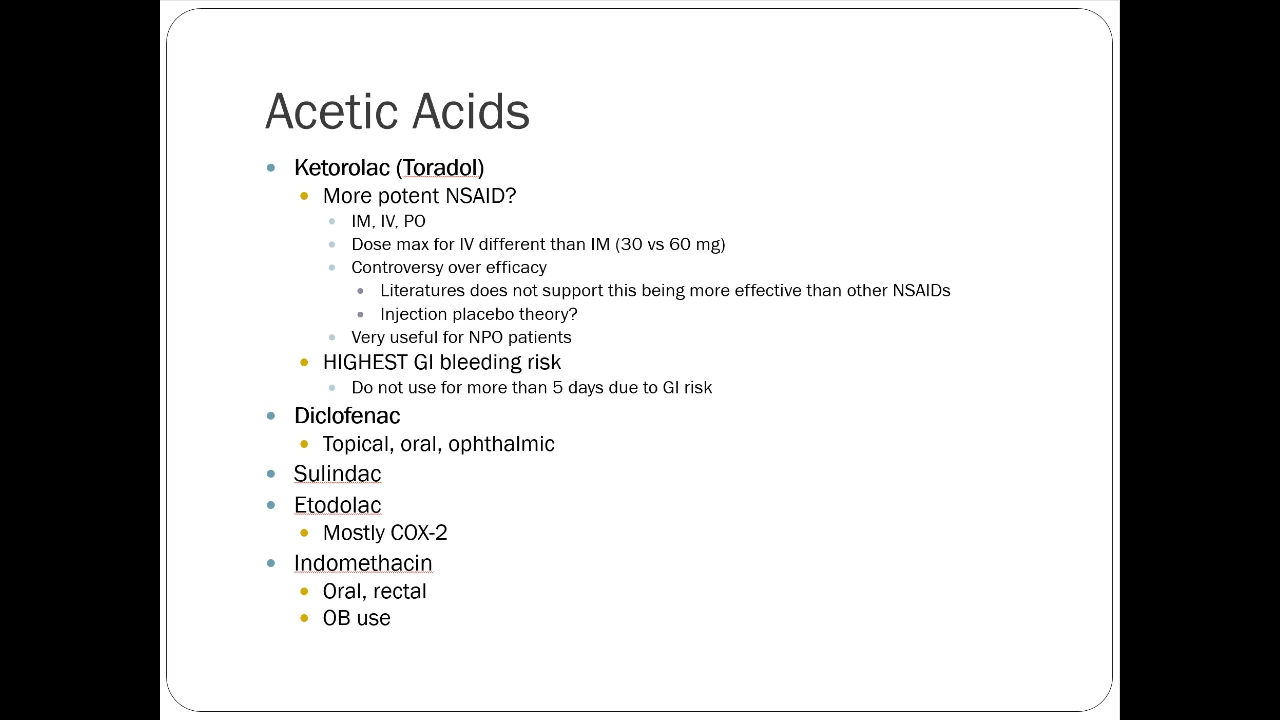 Acetic Acids
Ketorolac (Toradol)
More potent NSAID?
IM, IV, PO
Dose max for IV different than IM (30 vs 60 mg)
Controversy over efficacy
Literatures does not support this being more effective than other NSAIDs
Injection placebo theory?
Very useful for NPO patients
HIGHEST GI bleeding risk
Do not use for more than 5 days due to GI risk
Diclofenac
Topical, oral, ophthalmic
Sulindac
Etodolac
Mostly COX-2
Indomethacin
Oral, rectal
OB use